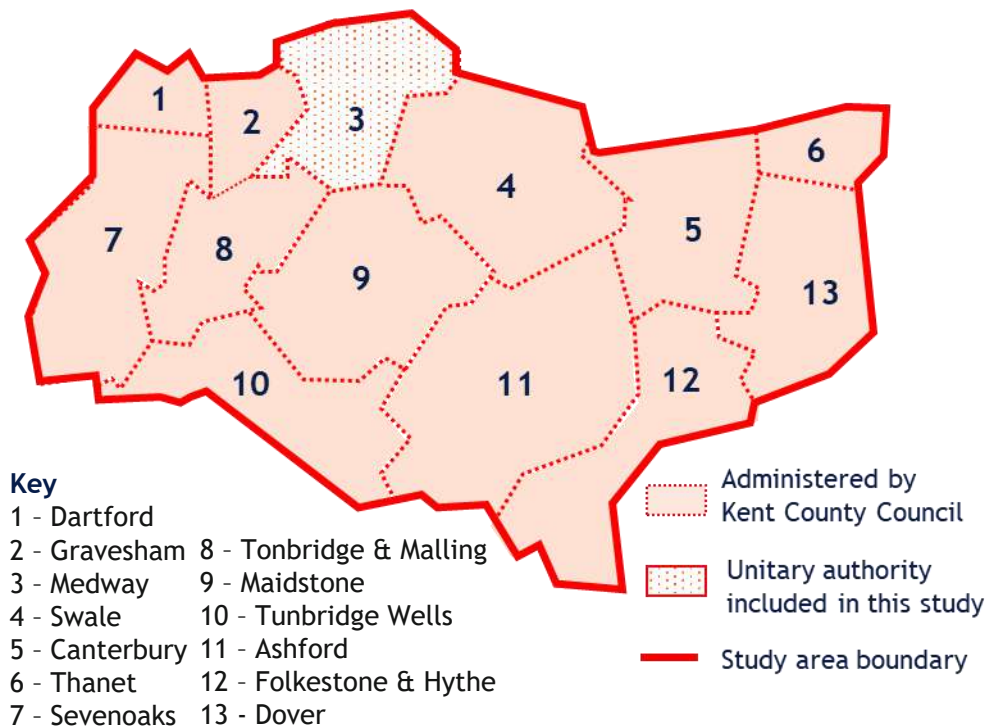 1
2
3
4
5
6
7
8
9
10
11
12
13
Key
1 – Dartford
2 – Gravesham
3 – Medway
4 – Swale
5 – Canterbury
6 – Thanet
7 – Sevenoaks
8 – Tonbridge & Malling
9 – Maidstone
10 – Tunbridge Wells
11 – Ashford
12 – Folkestone & Hythe
13 - Dover
Administered by
Kent County Council
Unitary authority
included in this study
Study area boundary